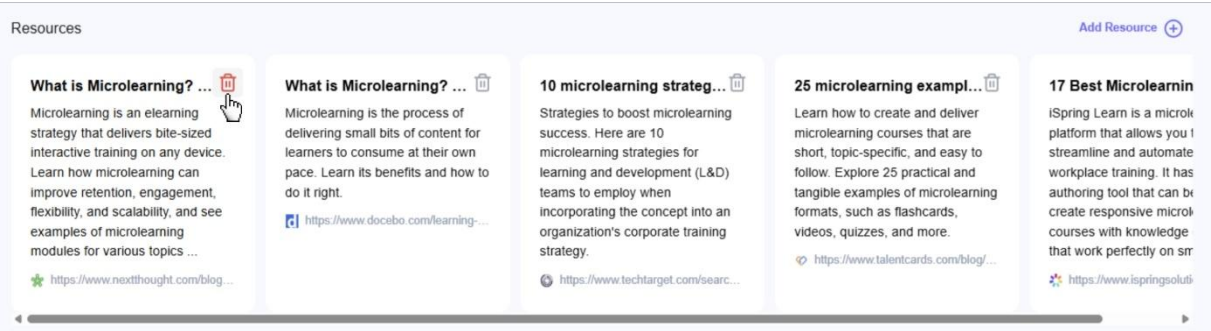 Resources
Add Resource
What is Microlearning? ...
Microlearning is an elearning
strategy that delivers bite-sized
interactive training on any device.
Learn how microlearning can
improve retention, engagement,
flexibility, and scalability, and see
examples of microlearning
modules for various topics ...
https://www.nextthought.com/blog...
What is Microlearning? ...
Microlearning is the process of
delivering small bits of content for
learners to consume at their own
pace. Learn its benefits and how to
do it right.
https://www.docebo.com/learning-...
10 microlearning strateg...
Strategies to boost microlearning
success. Here are 10
microlearning strategies for
learning and development (L&D)
teams to employ when
incorporating the concept into an
organization's corporate training
strategy.
https://www.techtarget.com/searc...
25 microlearning exampl...
Learn how to create and deliver
microlearning courses that are
short, topic-specific, and easy to
follow. Explore 25 practical and
tangible examples of microlearning
formats, such as flashcards,
videos, quizzes, and more.
https://www.talentcards.com/blog/...
17 Best Microlearnin
iSpring Learn is a microle
platform that allows you t
streamline and automate
workplace training. It has
authoring tool that can be
create responsive microle
courses with knowledge
that work perfectly on sm
https://www.ispringsoluti